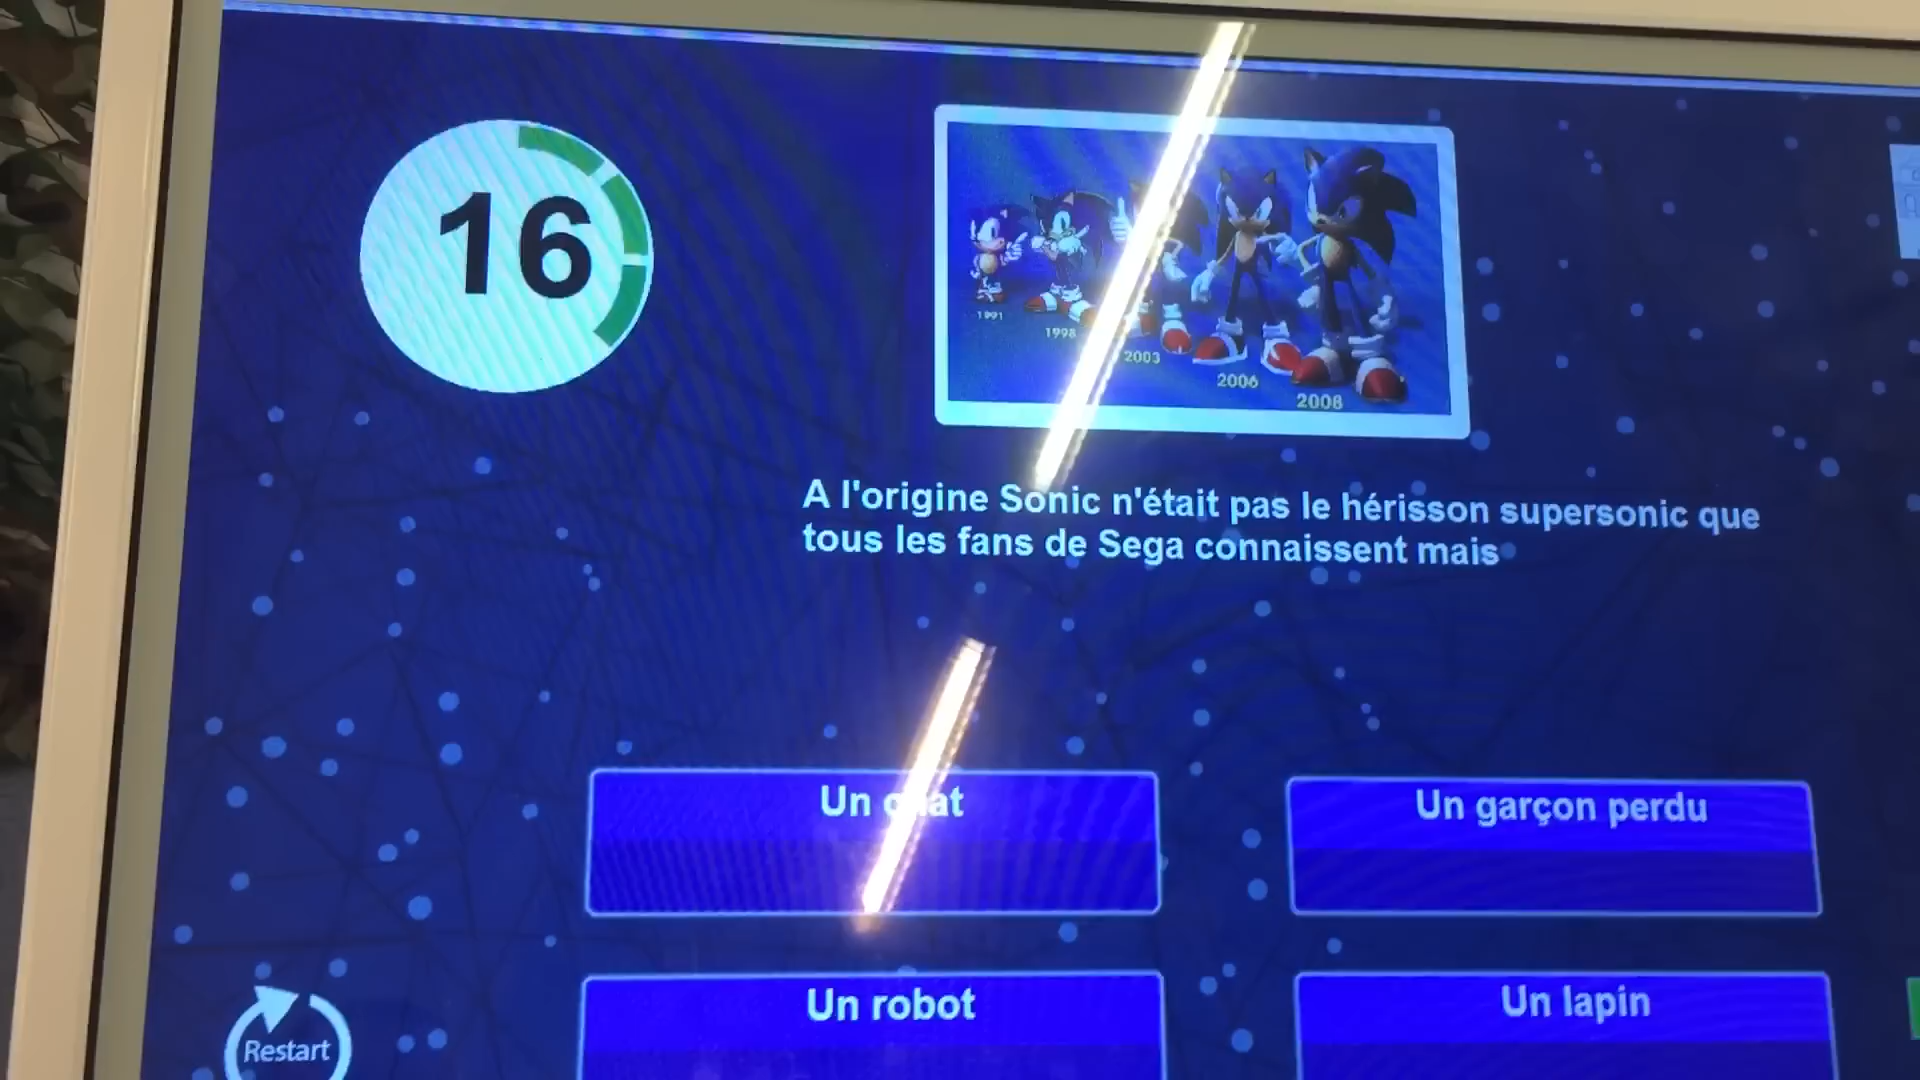 16
1991
1998
2003
2006
2008
A l'origine Sonic n'était pas le hérisson supersonic que
tous les fans de Sega connaissent mais
Un chat
Un garçon perdu
Un robot
Un lapin
Restart